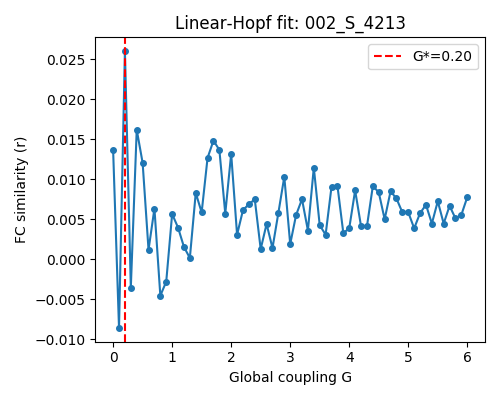 Linear-Hopf fit: 002_S_4213
G*=0.20
FC similarity (r)
0.025
0.020
0.015
0.010
0.005
0.000
−0.005
−0.010
0 1 2 3 4 5 6
Global coupling G